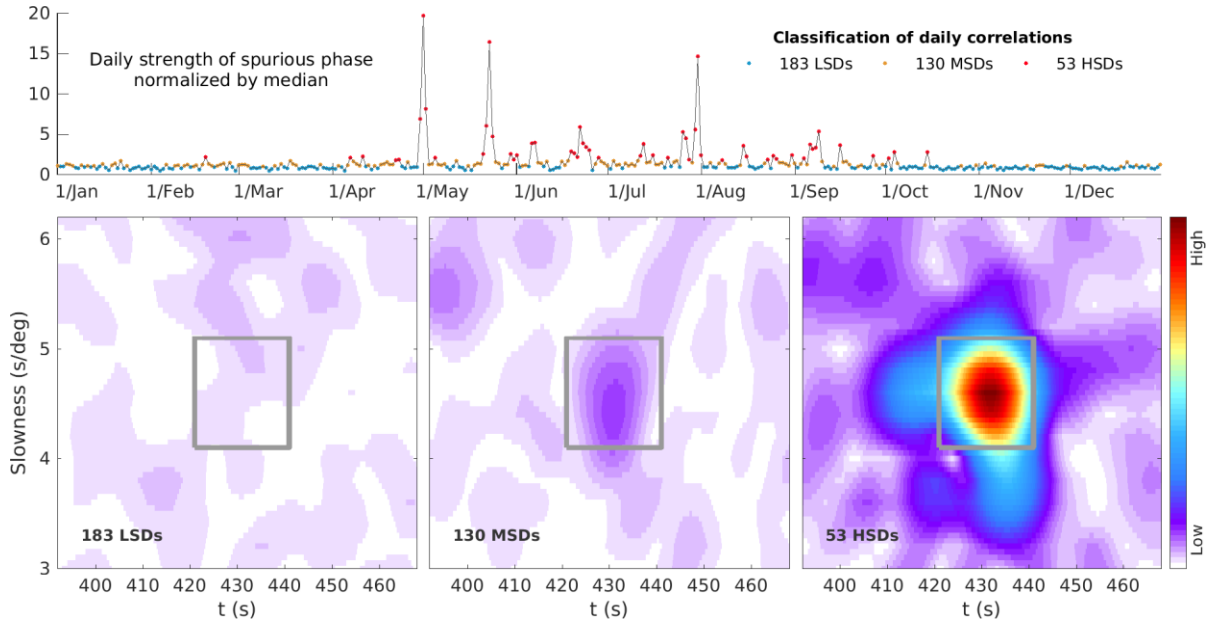 20
15
10
5
0
Daily strength of spurious phase
normalized by median
Classification of daily correlations
183 LSDs 130 MSDs 53 HSDs
1/Jan 1/Feb 1/Mar 1/Apr 1/May 1/Jun 1/Jul 1/Aug 1/Sep 1/Oct 1/Nov 1/Dec
Slowness (s/deg)
6
5
4
3
183 LSDs
130 MSDs
53 HSDs
High
Low
400 410 420 430 440 450 460
400 410 420 430 440 450 460
400 410 420 430 440 450 460
t (s)
t (s)
t (s)